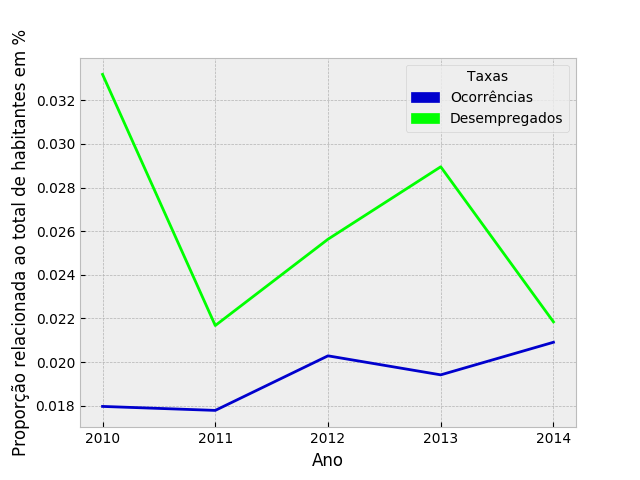 Proporção relacionada ao total de habitantes em %
Taxas
Ocorrências
Desempregados
0.032
0.030
0.028
0.026
0.024
0.022
0.020
0.018
2010 2011 2012 2013 2014
Ano